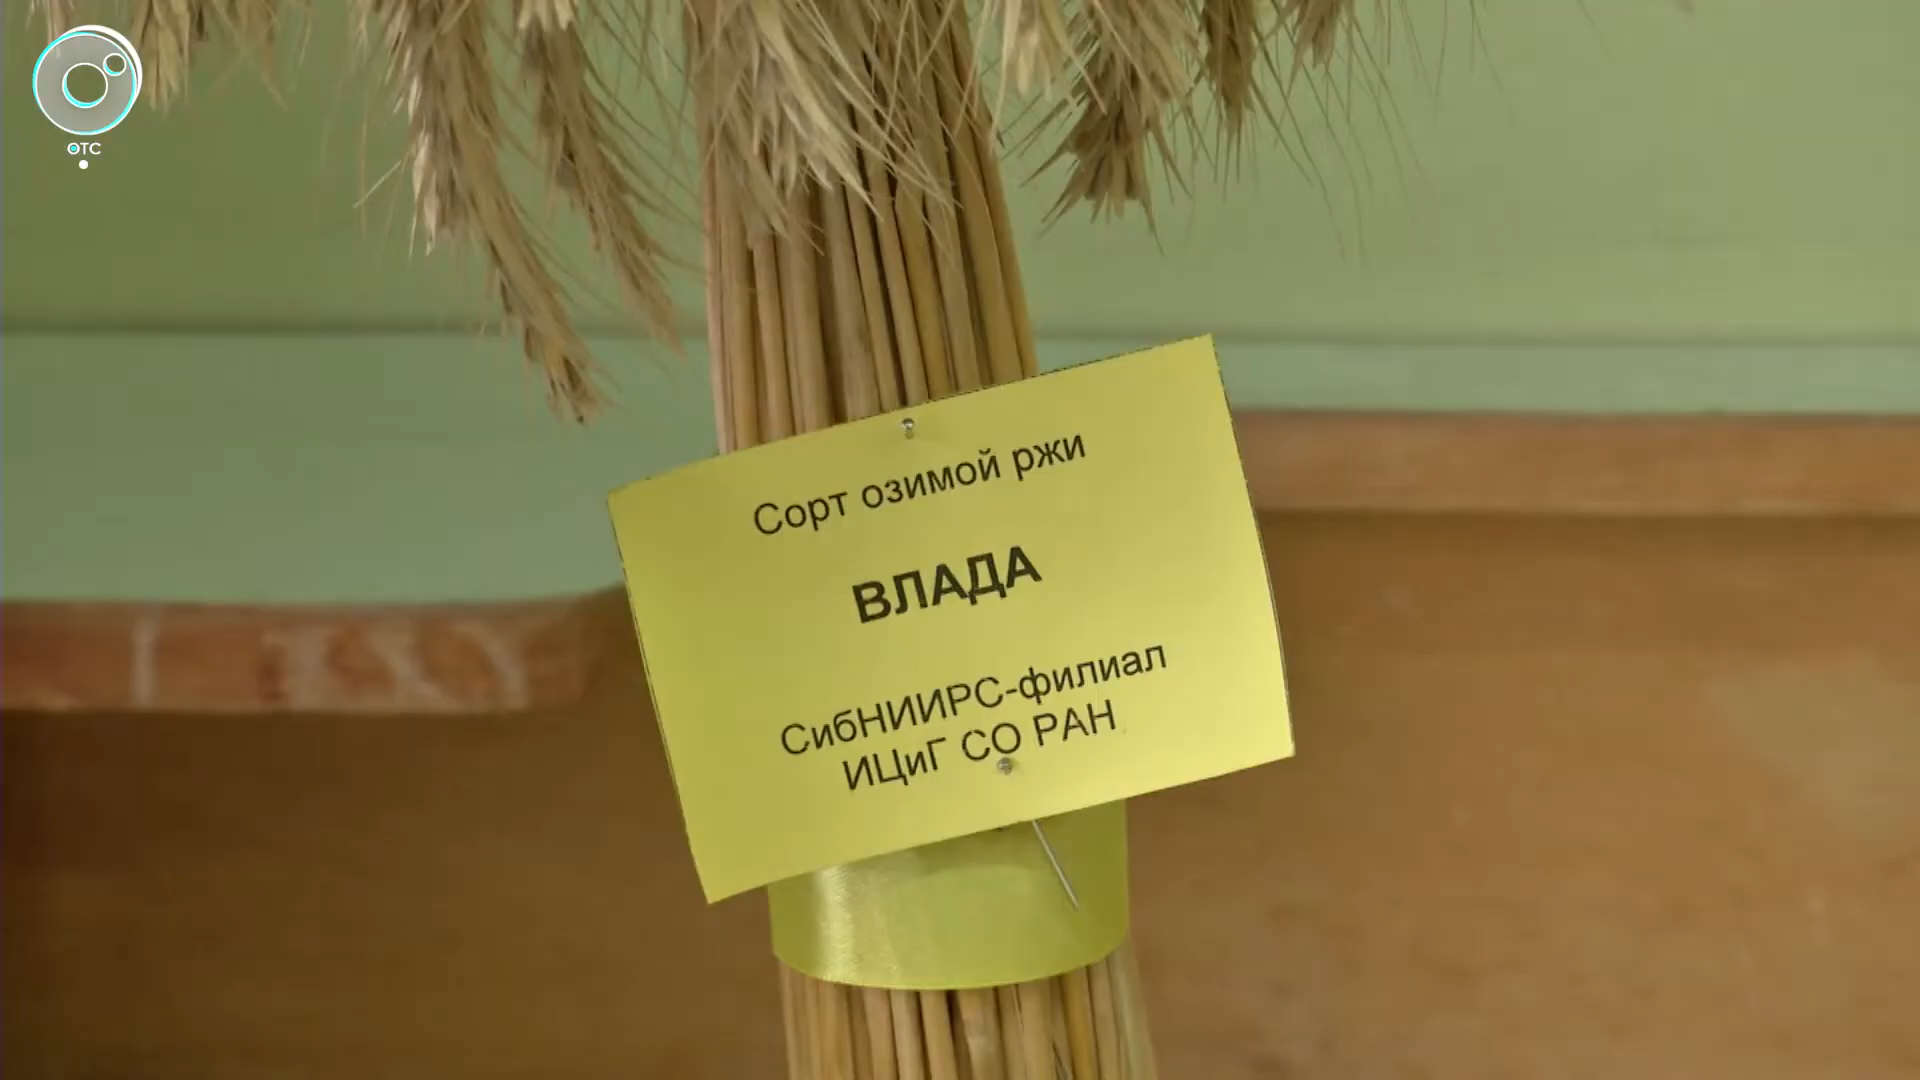 ОТС
Сорт озимой ржи
ВЛАДА
СибНИИРС-филиал
ИЦиГ СО РАН